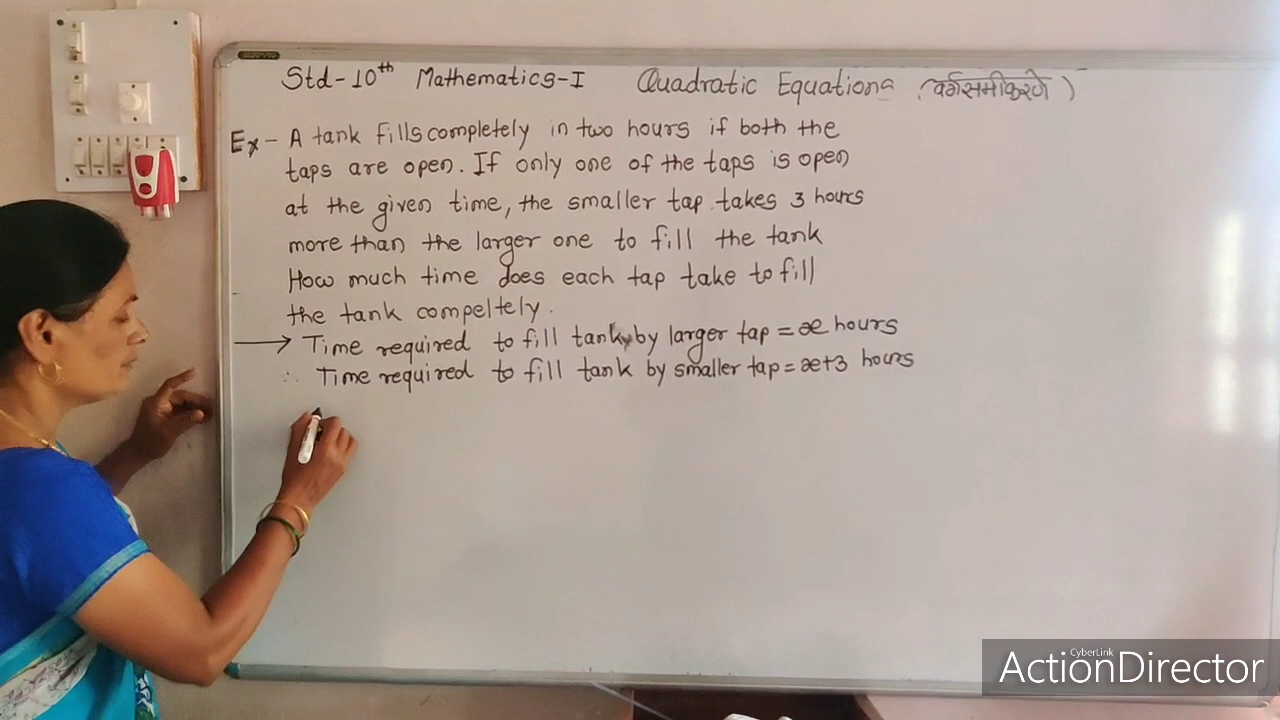 Std-10th Mathematics-I Quadratic Equations (वर्गसमीकरणे)
Ex- A tank fills completely in two hours if both the
taps are open. If only one of the taps is open
at the given time, the smaller tap takes 3 hours
more than the larger one to fill the tank
How much time does each tap take to fill
the tank compeltely.
→ Time required to fill tank by larger tap = x hours
∴ Time required to fill tank by smaller tap = x+3 hours
CyberLink
ActionDirector